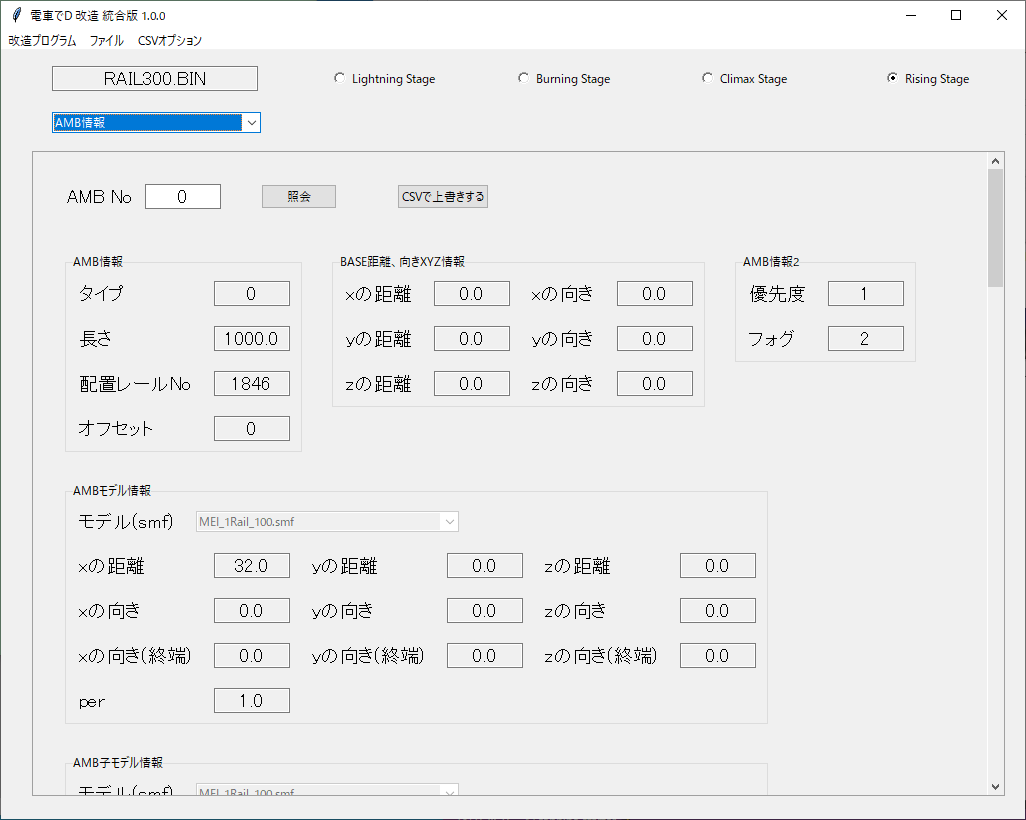 電車でD 改造 統合版 1.0.0
改造プログラム ファイル CSVオプション
RAIL300.BIN Lightning Stage Burning Stage Climax Stage Rising Stage
AMB情報
AMB No 0 照会 CSVで上書きする
AMB情報 BASE距離、向きXYZ情報 AMB情報2
タイプ 0 xの距離 0.0 xの向き 0.0 優先度 1
長さ 1000.0 yの距離 0.0 yの向き 0.0 フォグ 2
配置レールNo 1846 zの距離 0.0 zの向き 0.0
オフセット 0
AMBモデル情報
モデル(smf) MEI_1Rail_100.smf
xの距離 32.0 yの距離 0.0 zの距離 0.0
xの向き 0.0 yの向き 0.0 zの向き 0.0
xの向き(終端) 0.0 yの向き(終端) 0.0 zの向き(終端) 0.0
per 1.0
AMB子モデル情報
モデル(smf) MEI_1Rail_100.smf